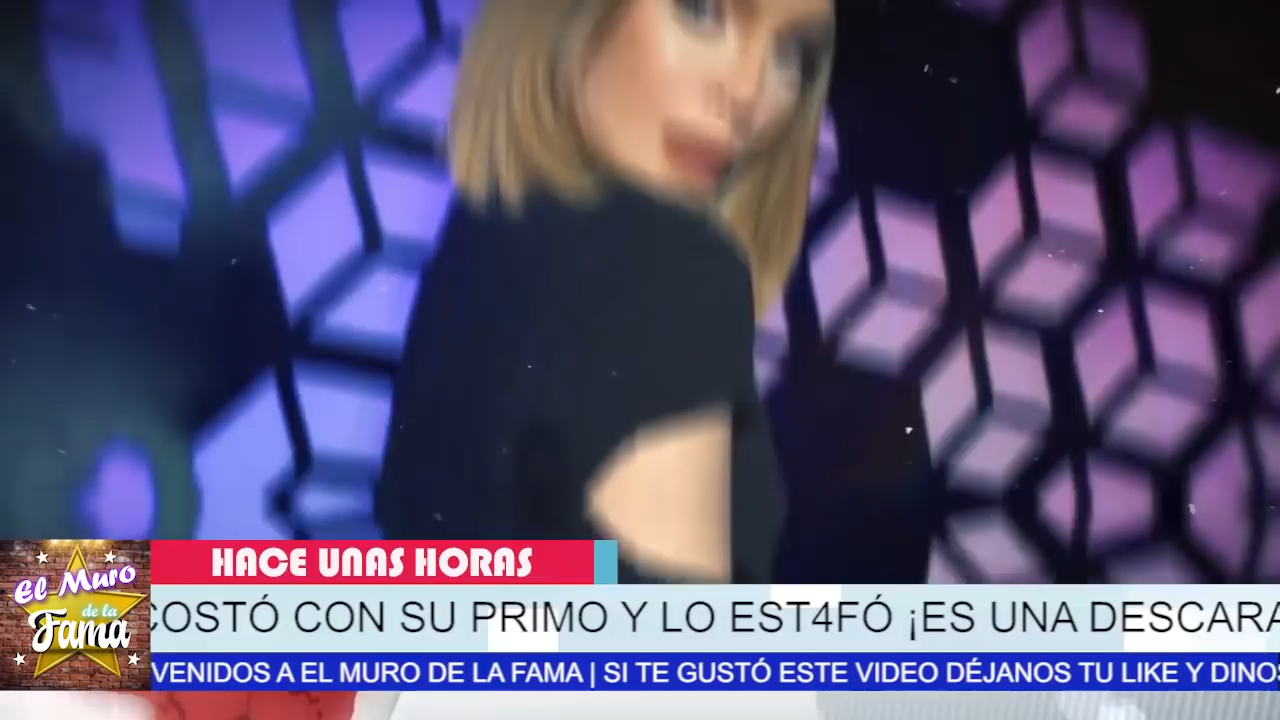 HACE UNAS HORAS
El Muro
de la
Fama
COSTÓ CON SU PRIMO Y LO EST4FÓ ¡ES UNA DESCARA
VENIDOS A EL MURO DE LA FAMA | SI TE GUSTÓ ESTE VIDEO DÉJANOS TU LIKE Y DINOS